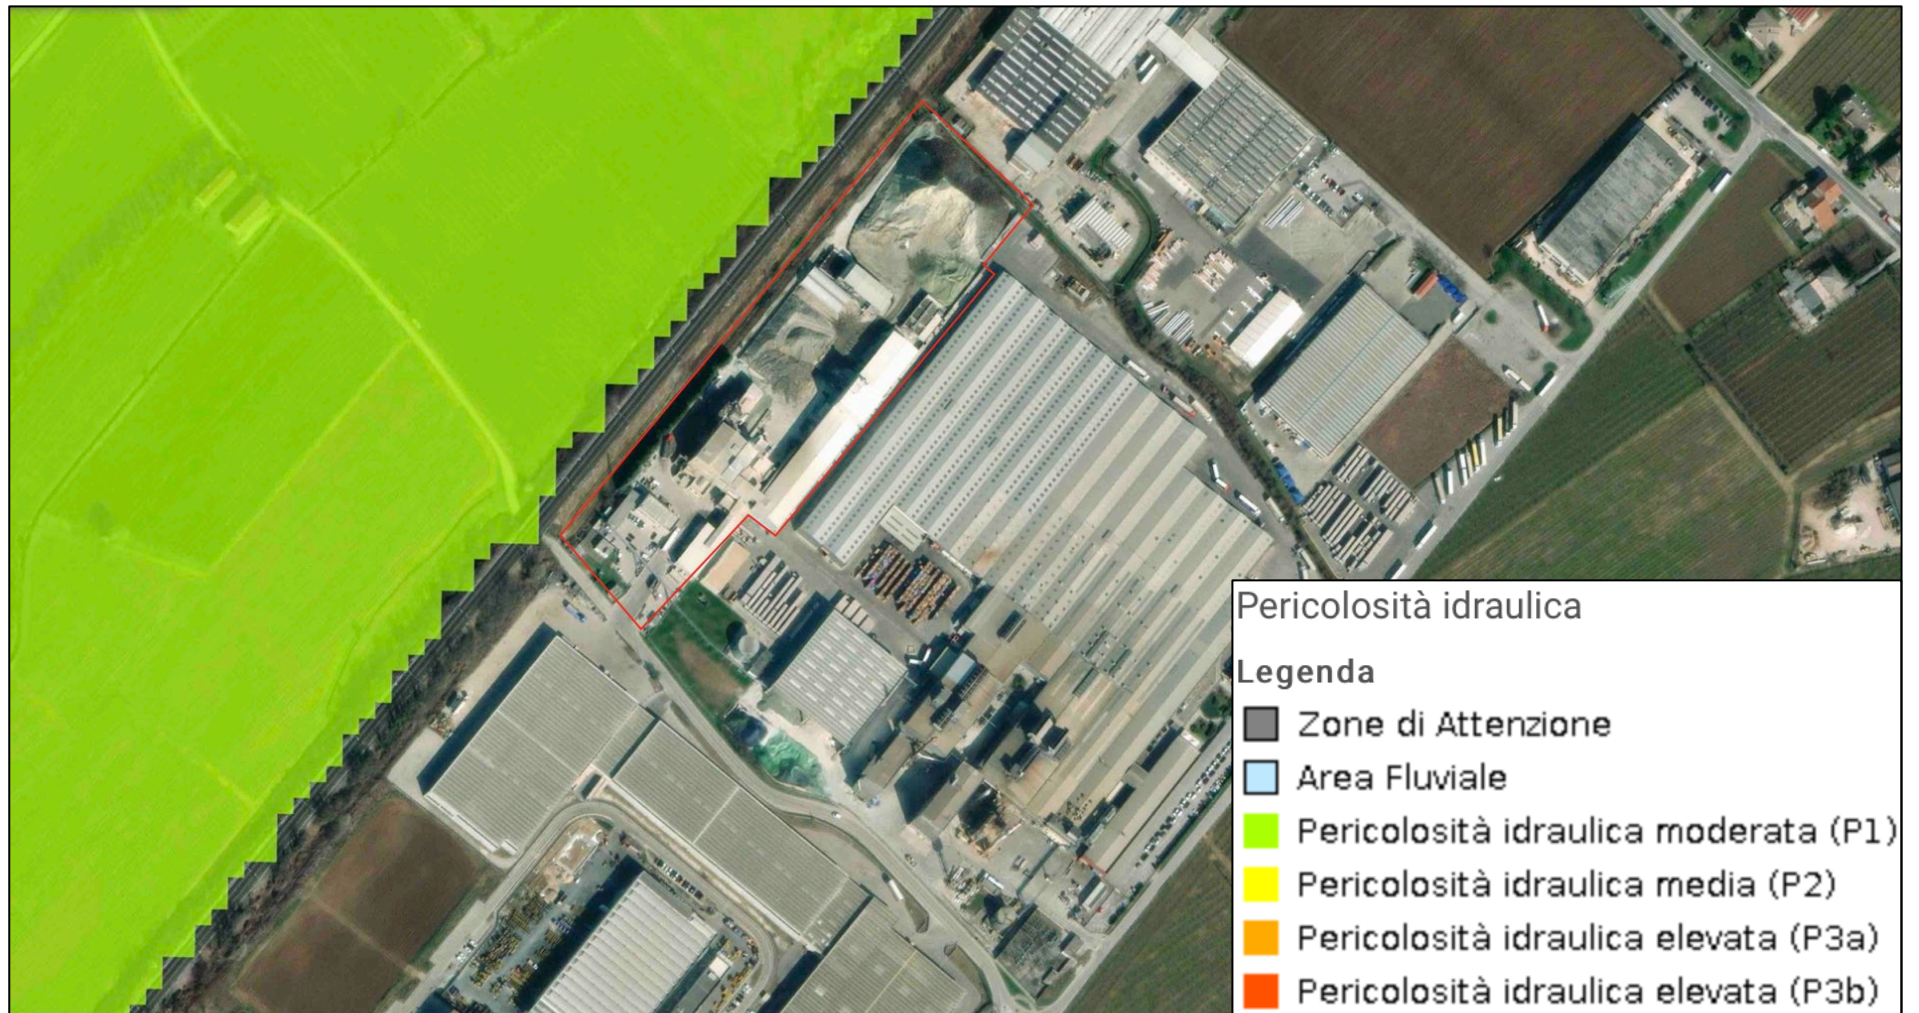 Pericolosità idraulica
Legenda
Zone di Attenzione
Area Fluviale
Pericolosità idraulica moderata (P1)
Pericolosità idraulica media (P2)
Pericolosità idraulica elevata (P3a)
Pericolosità idraulica elevata (P3b)